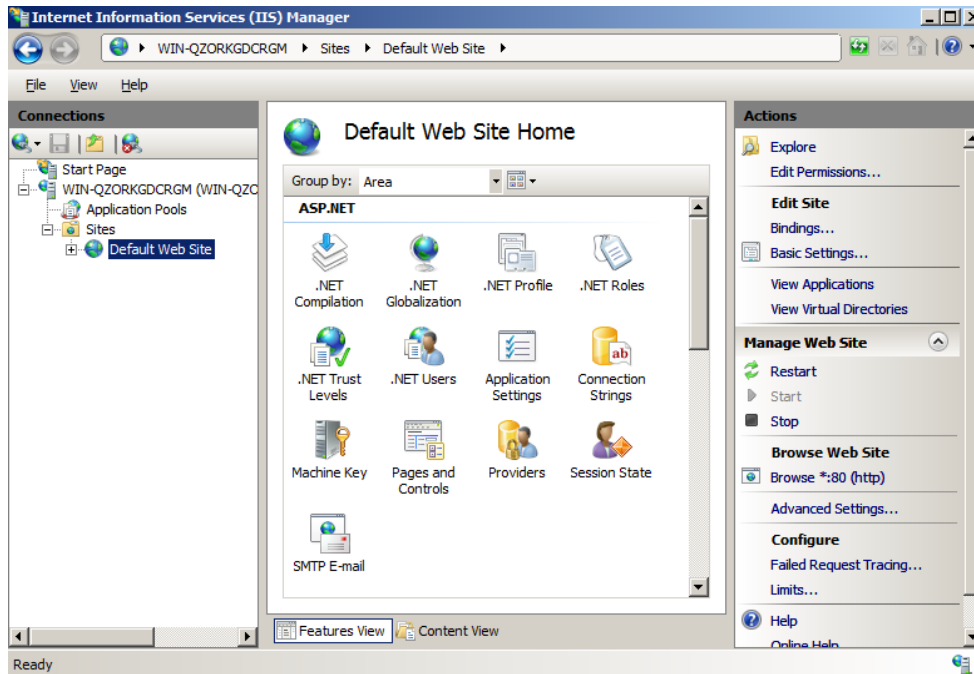 Internet Information Services (IIS) Manager
WIN-QZORKGDCRGM Sites Default Web Site
File View Help
Connections
Start Page
WIN-QZORKGDCRGM (WIN-QZO
Application Pools
Sites
Default Web Site
Default Web Site Home
Group by: Area
ASP.NET
.NET Compilation
.NET Globalization
.NET Profile
.NET Roles
.NET Trust Levels
.NET Users
Application Settings
Connection Strings
Machine Key
Pages and Controls
Providers
Session State
SMTP E-mail
Features View
Content View
Actions
Explore
Edit Permissions...
Edit Site
Bindings...
Basic Settings...
View Applications
View Virtual Directories
Manage Web Site
Restart
Start
Stop
Browse Web Site
Browse *:80 (http)
Advanced Settings...
Configure
Failed Request Tracing...
Limits...
Help
Online Help
Ready